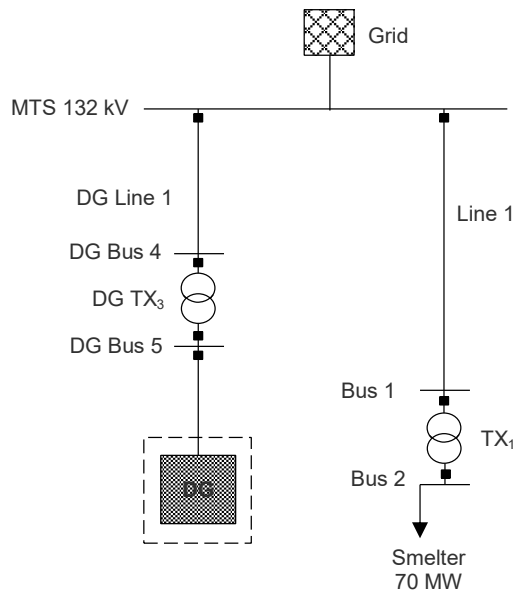 Grid
MTS 132 kV
DG Line 1
Line 1
DG Bus 4
DG TX₃
DG Bus 5
Bus 1
TX₁
Bus 2
DG
Smelter
70 MW